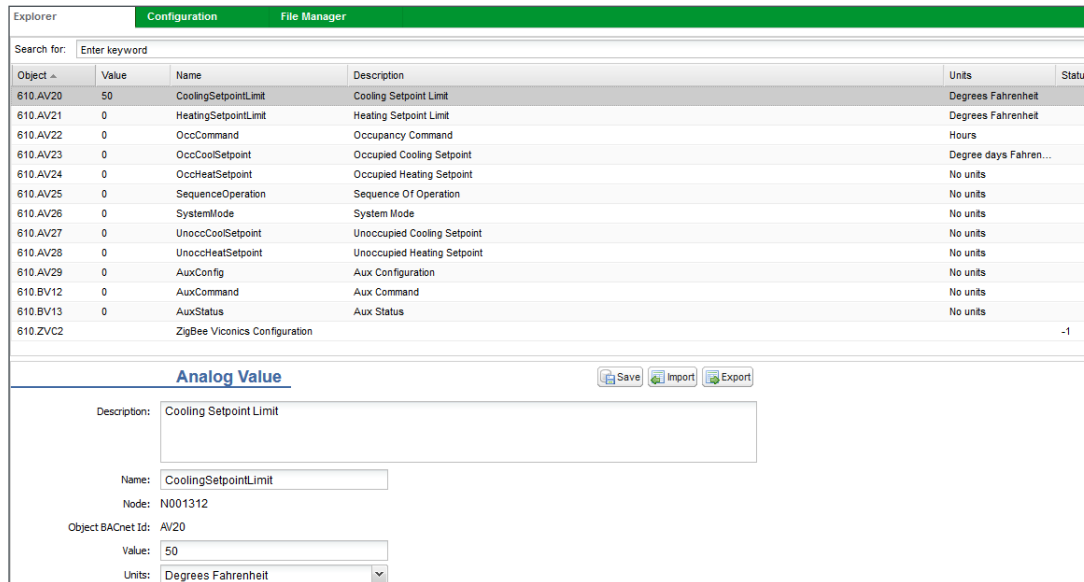 Explorer Configuration File Manager
Search for: Enter keyword
Object Value Name Description Units Statu
610.AV20 50 CoolingSetpointLimit Cooling Setpoint Limit Degrees Fahrenheit
610.AV21 0 HeatingSetpointLimit Heating Setpoint Limit Degrees Fahrenheit
610.AV22 0 OccCommand Occupancy Command Hours
610.AV23 0 OccCoolSetpoint Occupied Cooling Setpoint Degree days Fahren...
610.AV24 0 OccHeatSetpoint Occupied Heating Setpoint No units
610.AV25 0 SequenceOperation Sequence Of Operation No units
610.AV26 0 SystemMode System Mode No units
610.AV27 0 UnoccCoolSetpoint Unoccupied Cooling Setpoint No units
610.AV28 0 UnoccHeatSetpoint Unoccupied Heating Setpoint No units
610.AV29 0 AuxConfig Aux Configuration No units
610.BV12 0 AuxCommand Aux Command No units
610.BV13 0 AuxStatus Aux Status No units
610.ZVC2 ZigBee Viconics Configuration -1
Analog Value Save Import Export
Description: Cooling Setpoint Limit
Name: CoolingSetpointLimit
Node: N001312
Object BACnet Id: AV20
Value: 50
Units: Degrees Fahrenheit